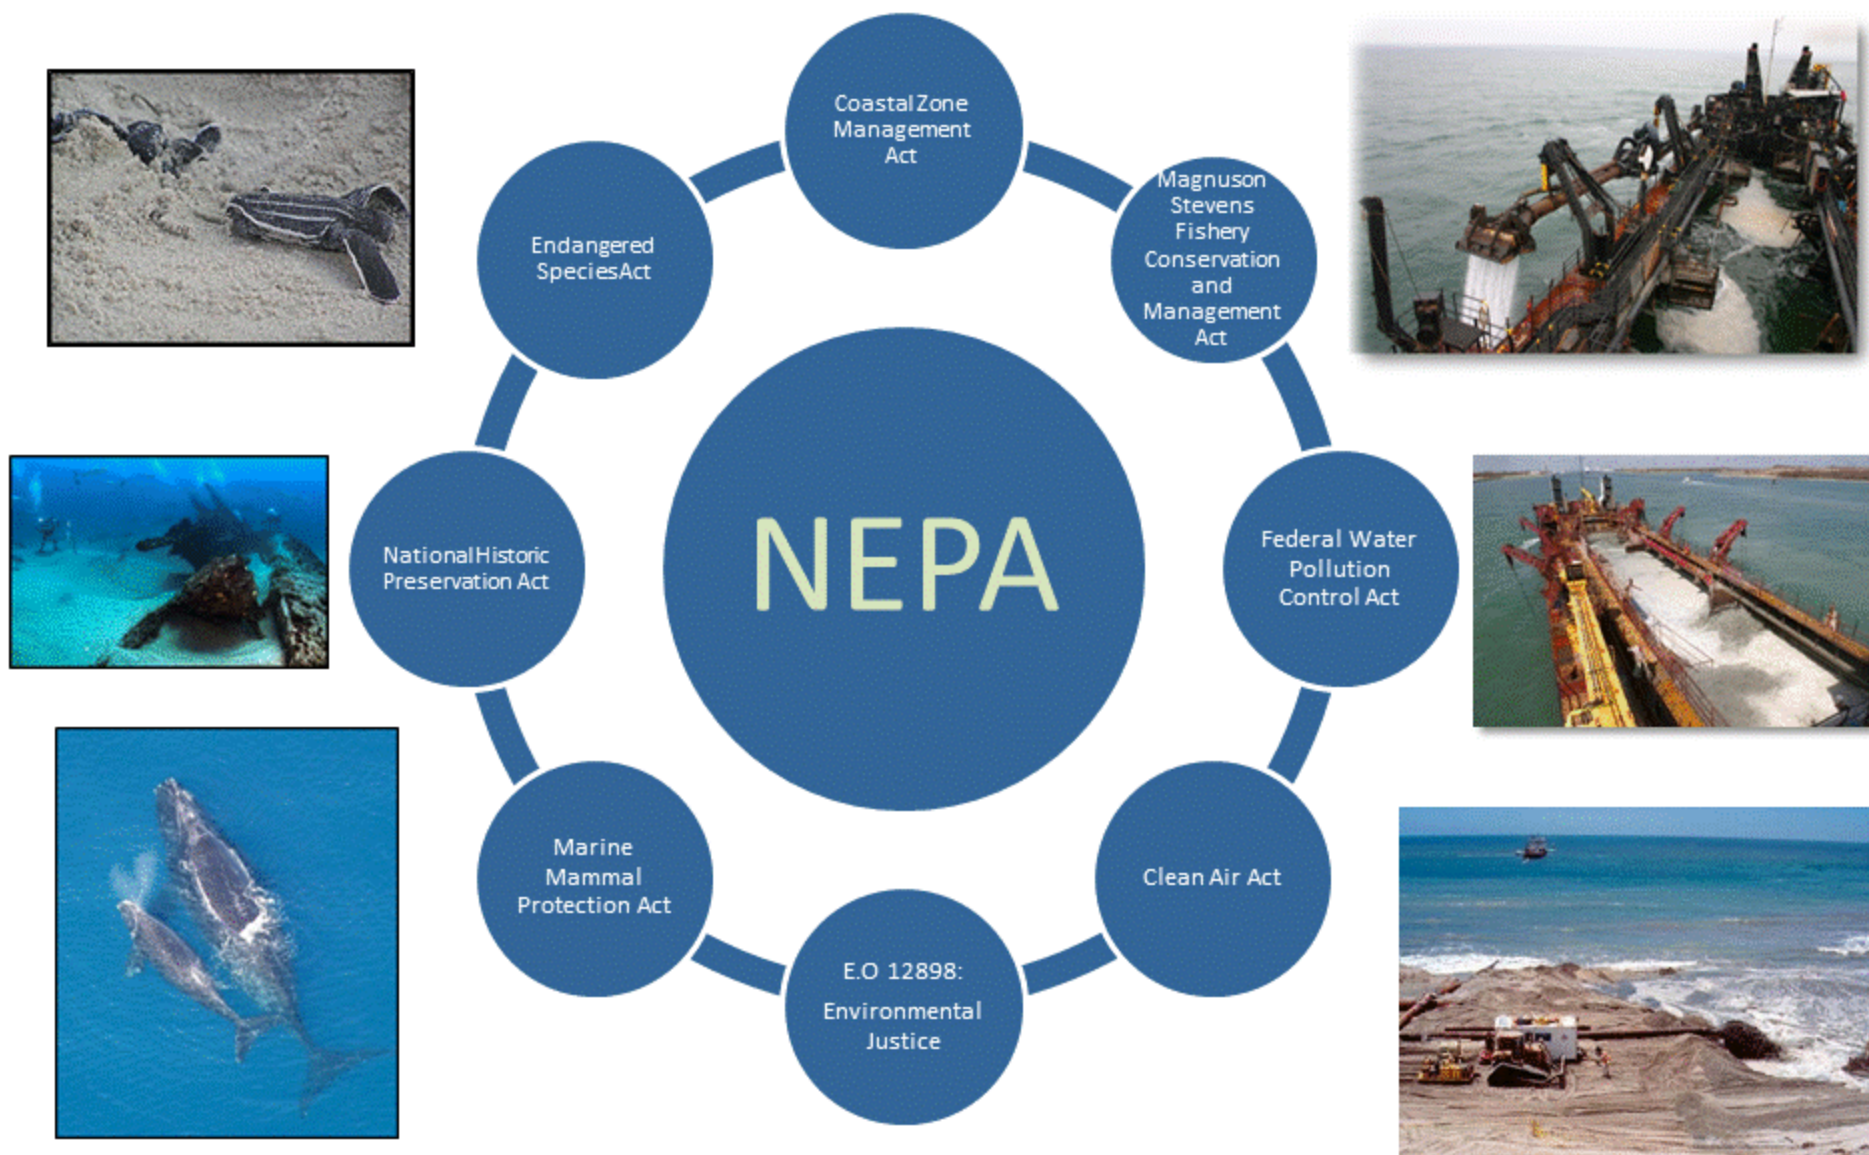 Coastal Zone
Management
Act
Magnuson
Stevens
Fishery
Conservation
and
Management
Act
Endangered
Species Act
NEPA
National Historic
Preservation Act
Federal Water
Pollution
Control Act
Marine
Mammal
Protection Act
Clean Air Act
E.O 12898:
Environmental
Justice